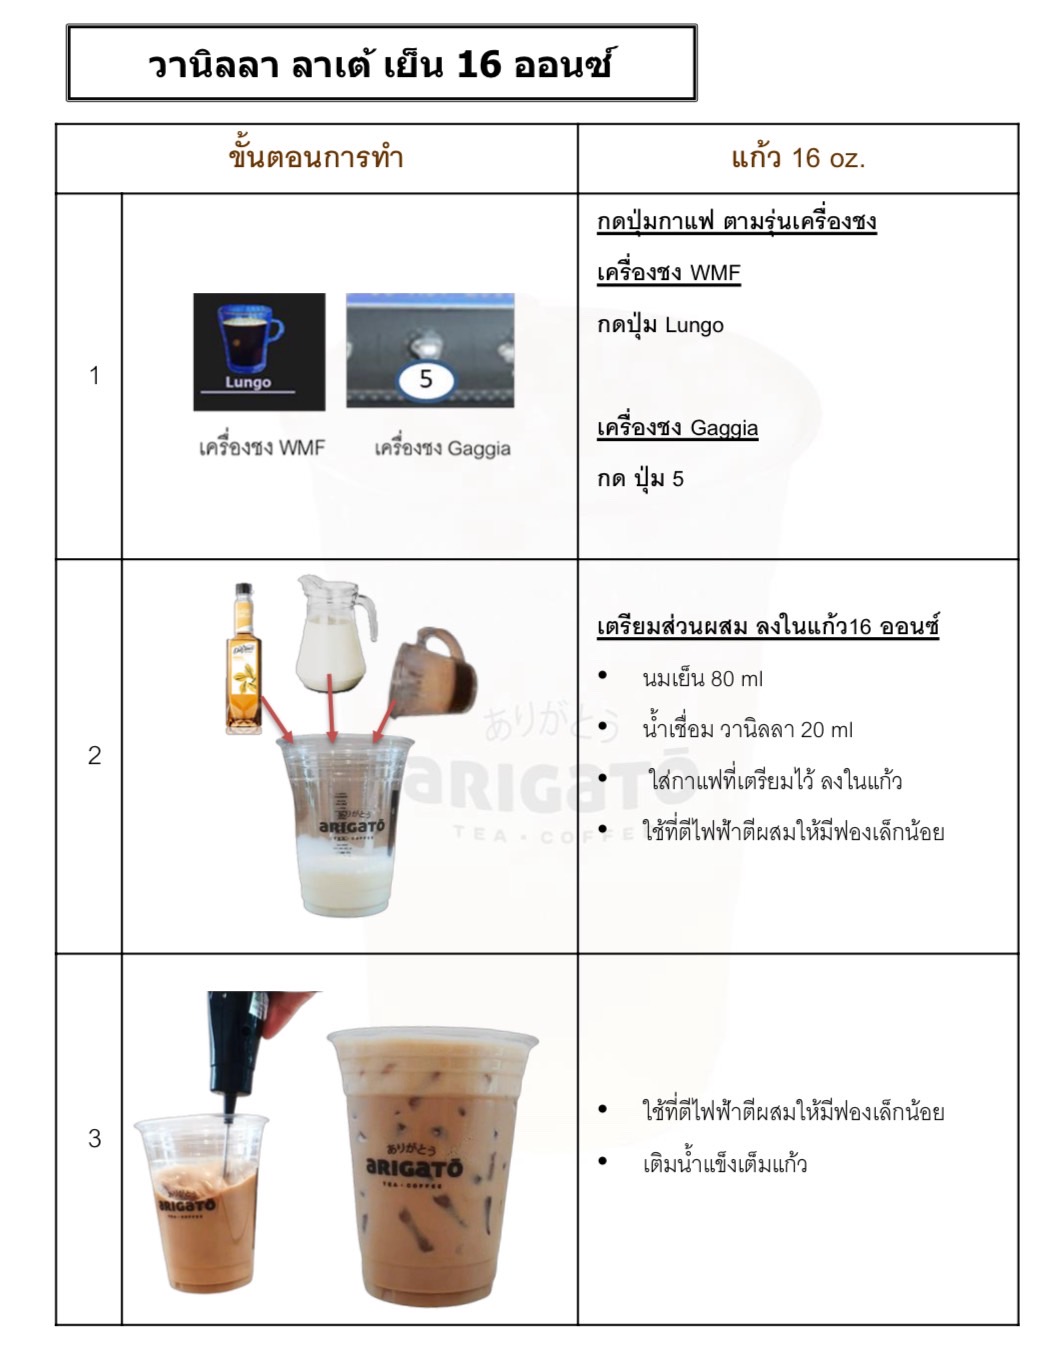 วานิลลา ลาเต้ เย็น 16 ออนซ์
ขั้นตอนการทำ
แก้ว 16 oz.
1
Lungo
5
เครื่องชง WMF
เครื่องชง Gaggia
กดปุ่มกาแฟ ตามรุ่นเครื่องชง
เครื่องชง WMF
กดปุ่ม Lungo
เครื่องชง Gaggia
กด ปุ่ม 5
2
ありがとう
ARIGATŌ
TEA • COFFEE
เตรียมส่วนผสม ลงในแก้ว16 ออนซ์
• นมเย็น 80 ml
• น้ำเชื่อม วานิลลา 20 ml
• ใส่กาแฟที่เตรียมไว้ ลงในแก้ว
• ใช้ที่ตีไฟฟ้าตีผสมให้มีฟองเล็กน้อย
ありがとう
ARIGATŌ
TEA • COFFEE
3
ARIGATŌ
TEA • COFFEE
ありがとう
ARIGATŌ
TEA • COFFEE
• ใช้ที่ตีไฟฟ้าตีผสมให้มีฟองเล็กน้อย
• เติมน้ำแข็งเต็มแก้ว